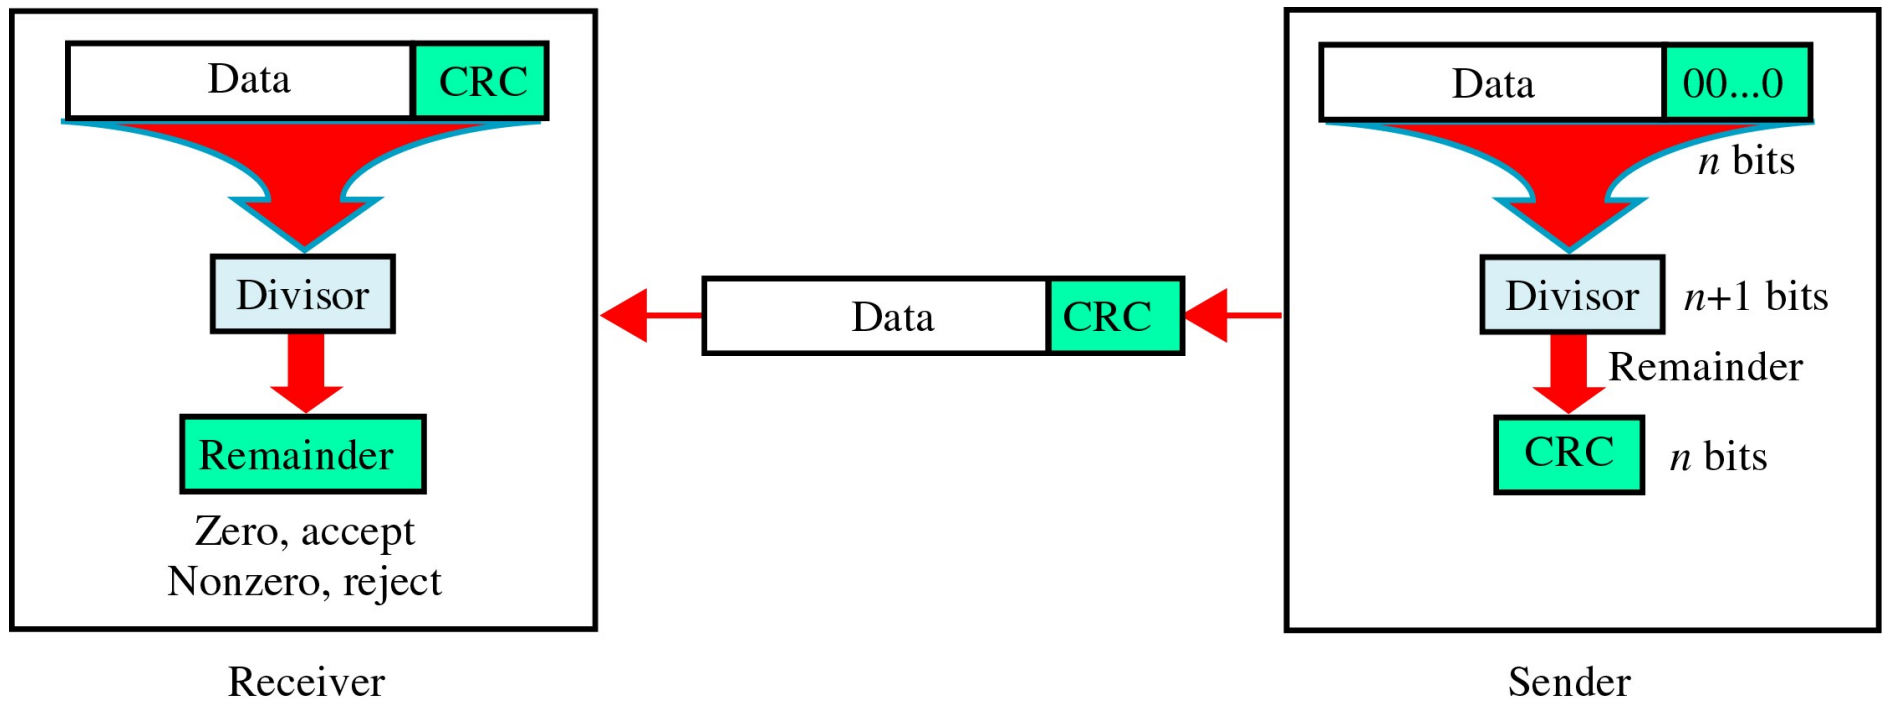 Data CRC
Divisor
Remainder
Zero, accept
Nonzero, reject
Receiver
Data CRC
Data 00...0
n bits
Divisor n+1 bits
Remainder
CRC n bits
Sender